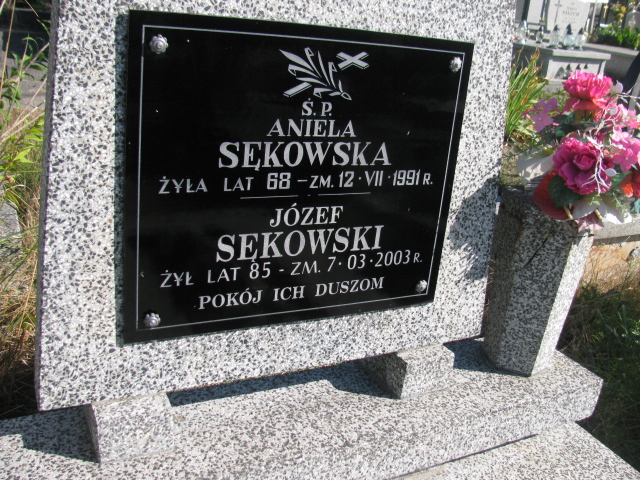 Ś.P.
ANIELA
SĘKOWSKA
ŻYŁA LAT 68 – ZM. 12 · VII · 1991 R.
JÓZEF
SĘKOWSKI
ŻYŁ LAT 85 - ZM. 7 · 03 · 2003 R.
POKÓJ ICH DUSZOM